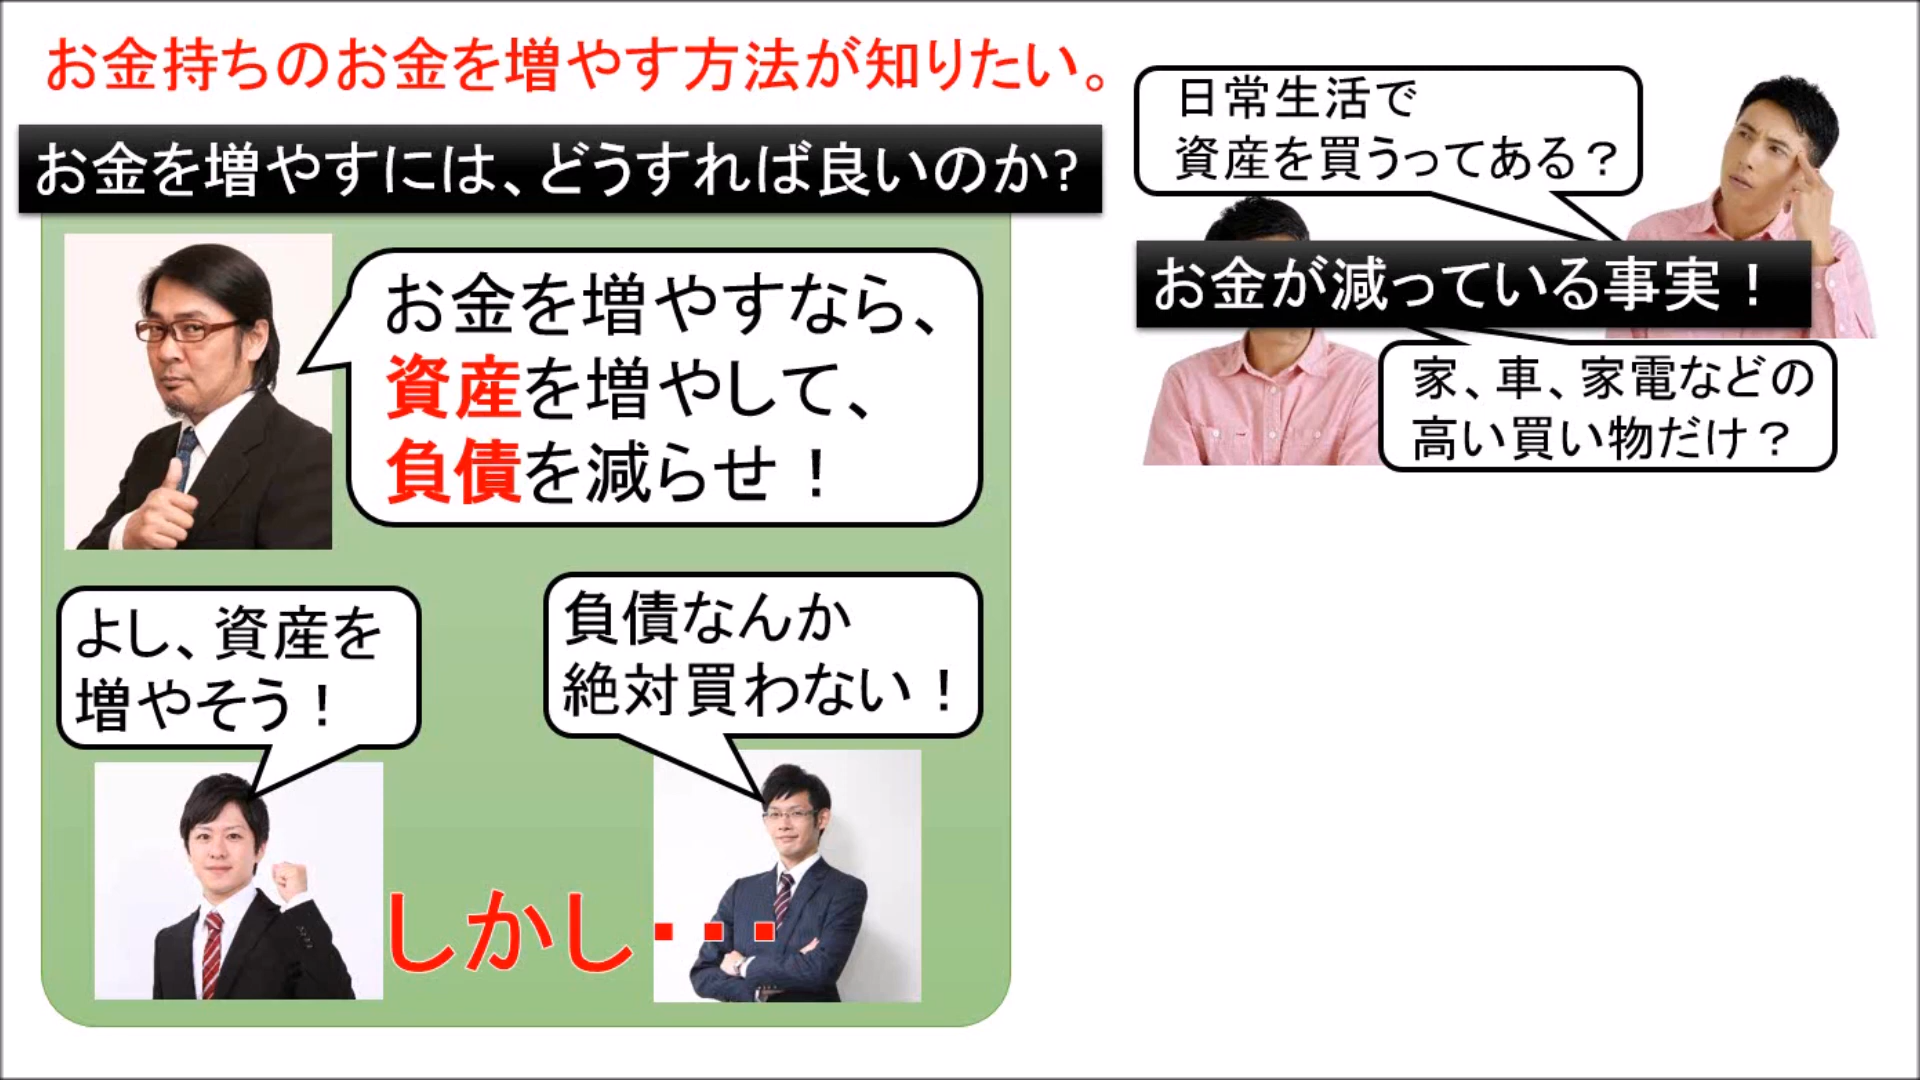 お金持ちのお金を増やす方法が知りたい。
お金を増やすには、どうすれば良いのか?
お金を増やすなら、
資産を増やして、
負債を減らせ！
よし、資産を
増やそう！
負債なんか
絶対買わない！
しかし・・・
日常生活で
資産を買うってある？
お金が減っている事実！
家、車、家電などの
高い買い物だけ？